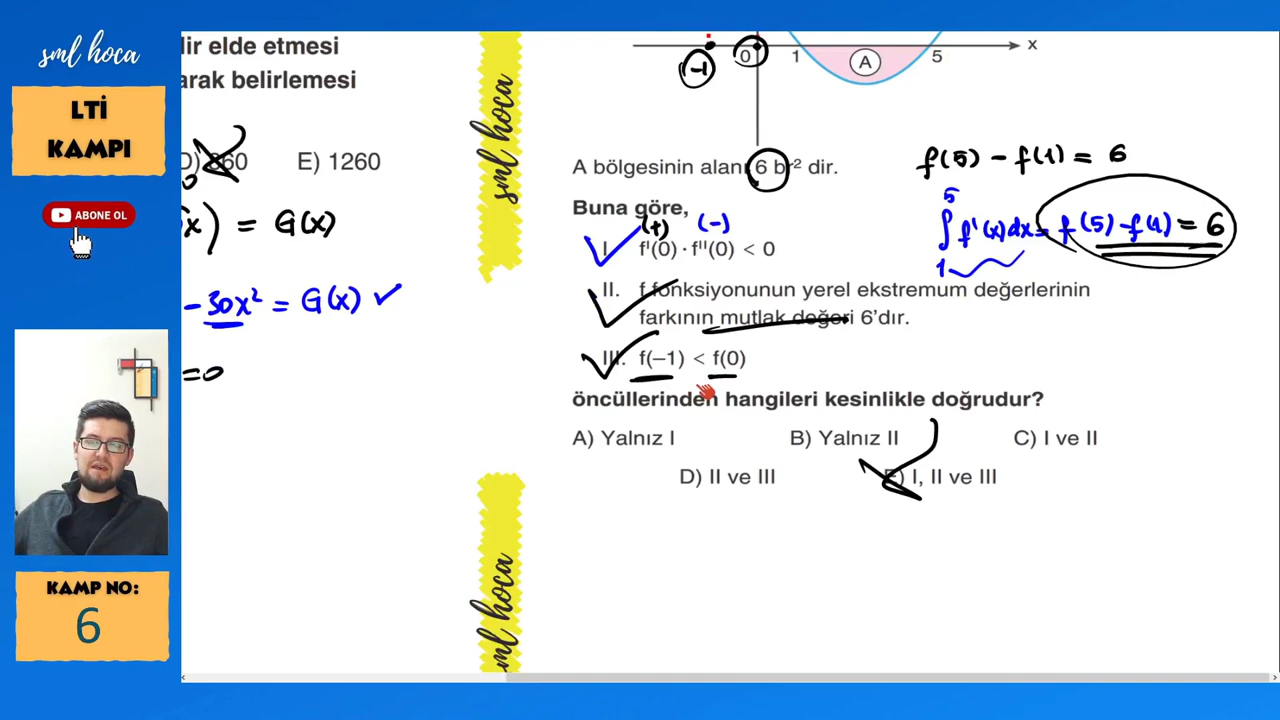 sml hoca
LTİ
KAMPI
ABONE OL
KAMP NO:
6
lir elde etmesi
arak belirlemesi
D) 360 E) 1260
x) = G(x)
- 30x² = G(x) ✓
=0
sml hoca
sml hoca
-1 0 1 A 5 x
A bölgesinin alanı 6 br² dir.
f(5) - f(1) = 6
Buna göre,
(+) (-)
5
∫ f'(x)dx = f(5)-f(1) = 6
1
I. f'(0) · f''(0) < 0
II. f fonksiyonunun yerel ekstremum değerlerinin
farkının mutlak değeri 6'dır.
III. f(–1) < f(0)
öncüllerinden hangileri kesinlikle doğrudur?
A) Yalnız I B) Yalnız II C) I ve II
D) II ve III E) I, II ve III